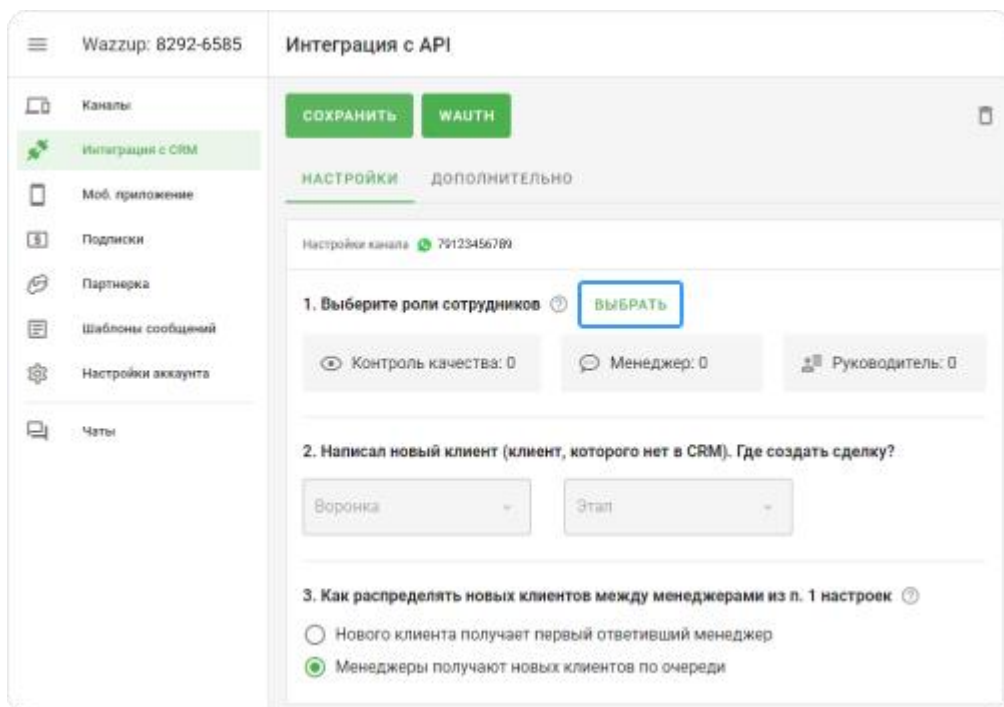 Wazzup: 8292-6585
Интеграция с API
Каналы
Интеграция с CRM
Моб. приложение
Подписки
Партнерка
Шаблоны сообщений
Настройки аккаунта
Чаты
СОХРАНИТЬ
WAUTH
НАСТРОЙКИ
ДОПОЛНИТЕЛЬНО
Настройки канала 79123456789
1. Выберите роли сотрудников
ВЫБРАТЬ
Контроль качества: 0
Менеджер: 0
Руководитель: 0
2. Написал новый клиент (клиент, которого нет в CRM). Где создать сделку?
Воронка
Этап
3. Как распределять новых клиентов между менеджерами из п. 1 настроек
Нового клиента получает первый ответивший менеджер
Менеджеры получают новых клиентов по очереди